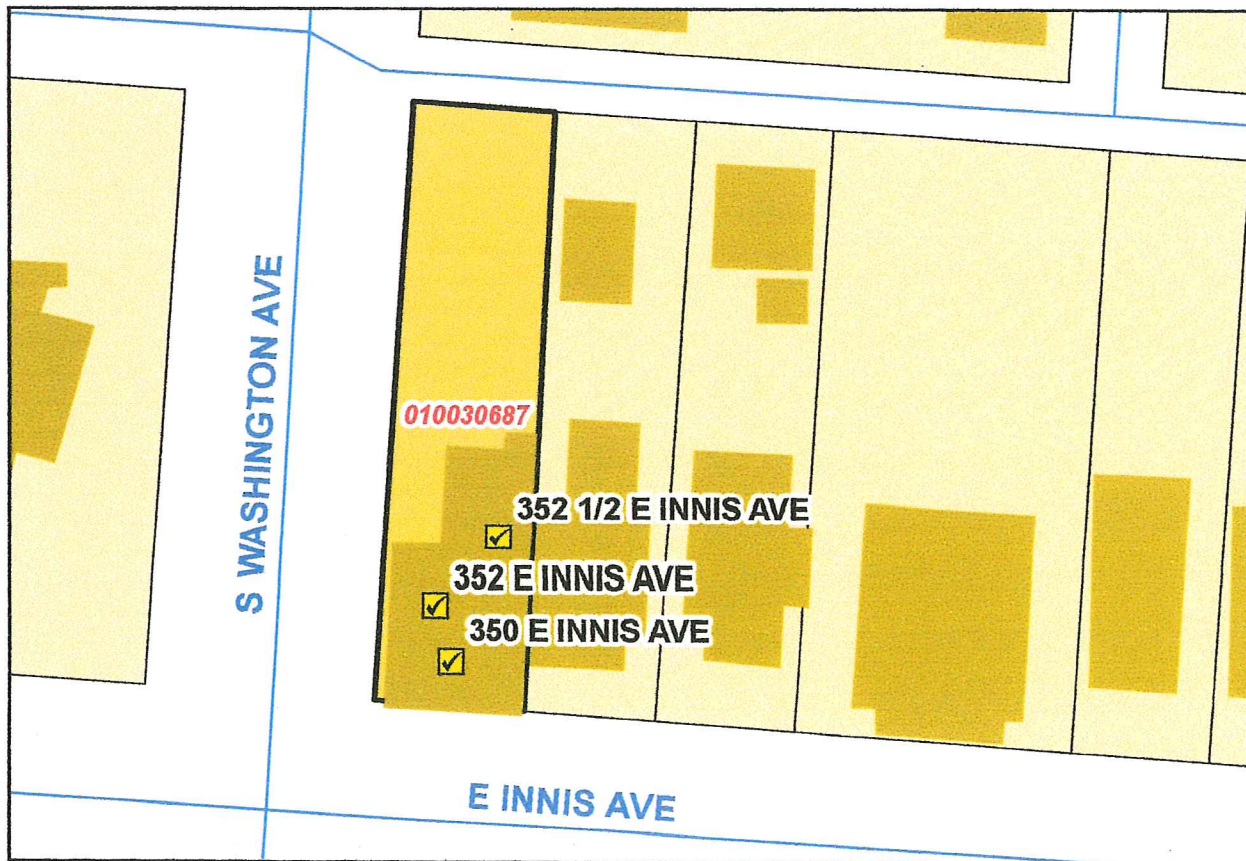 S WASHINGTON AVE
010030687
352 1/2 E INNIS AVE
352 E INNIS AVE
350 E INNIS AVE
E INNIS AVE